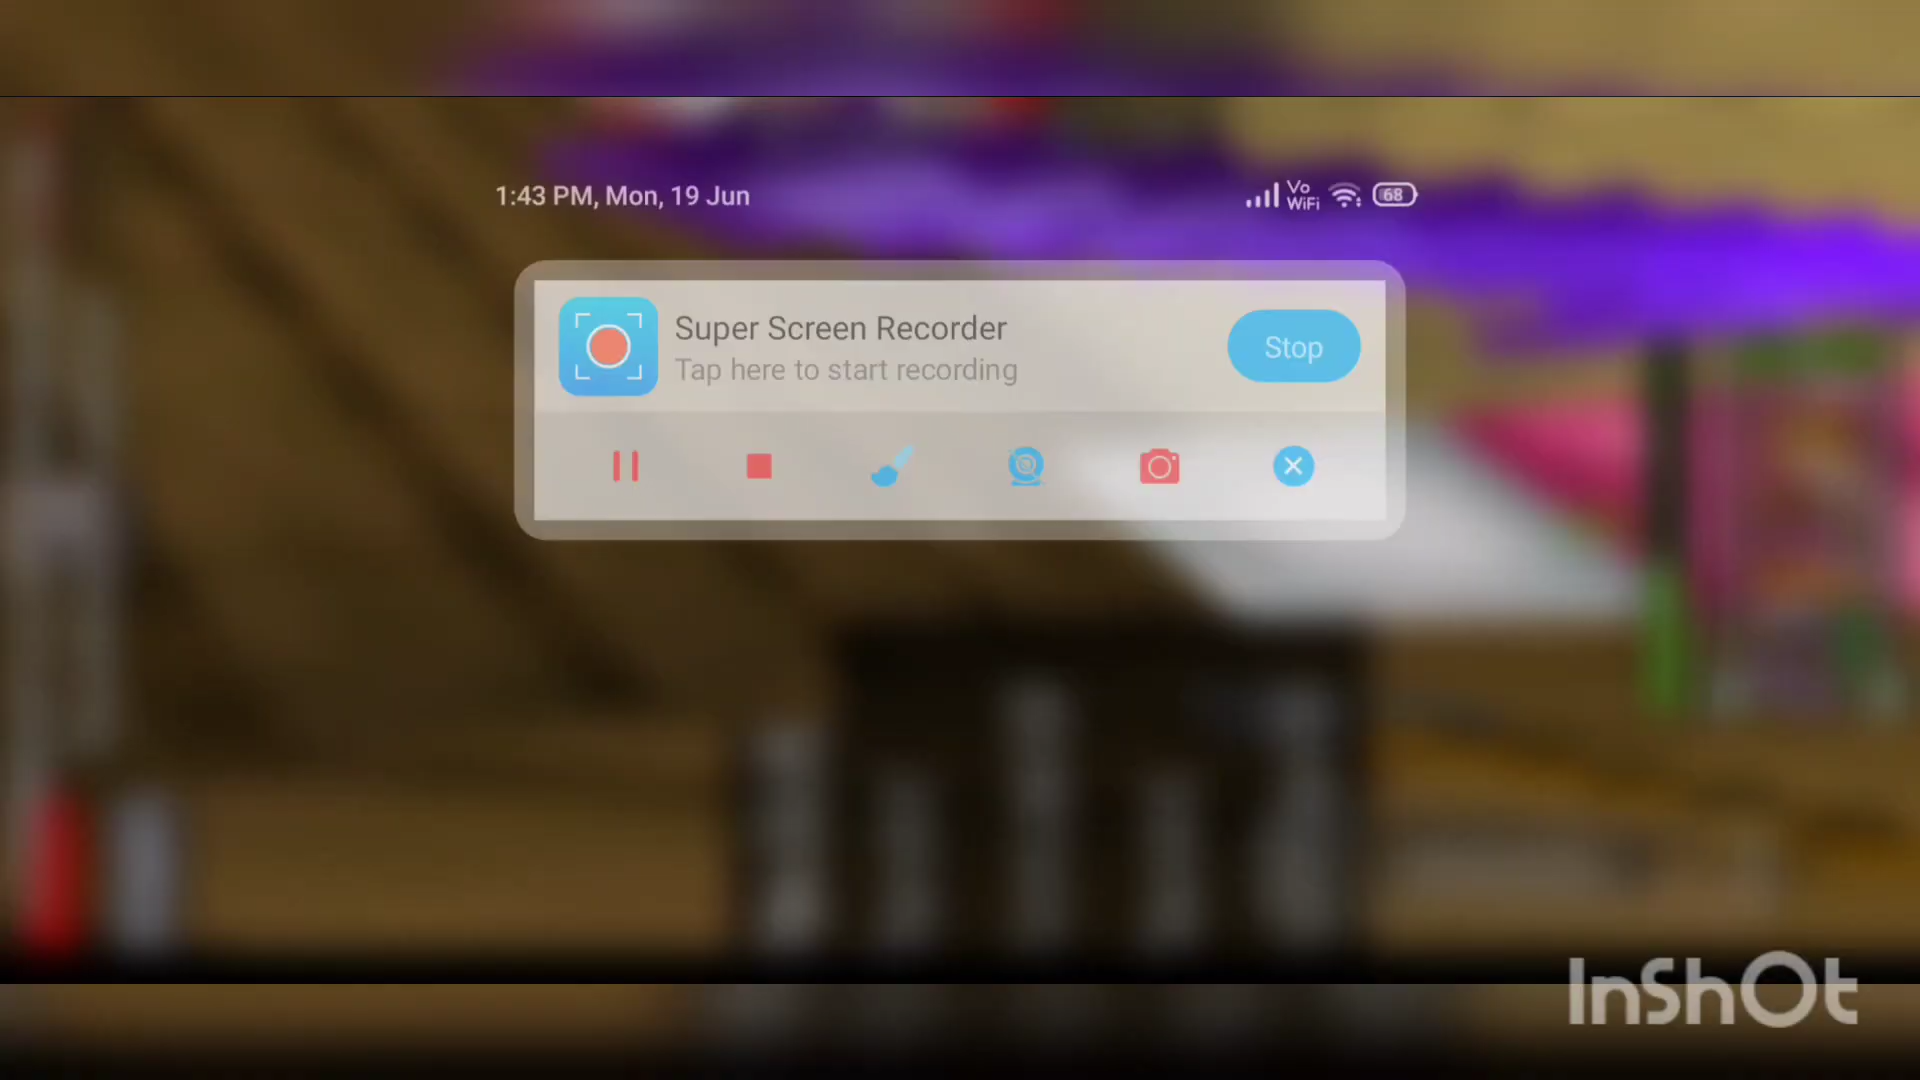 1:43 PM, Mon, 19 Jun
Vo
WiFi
68
Super Screen Recorder
Tap here to start recording
Stop
InShOt